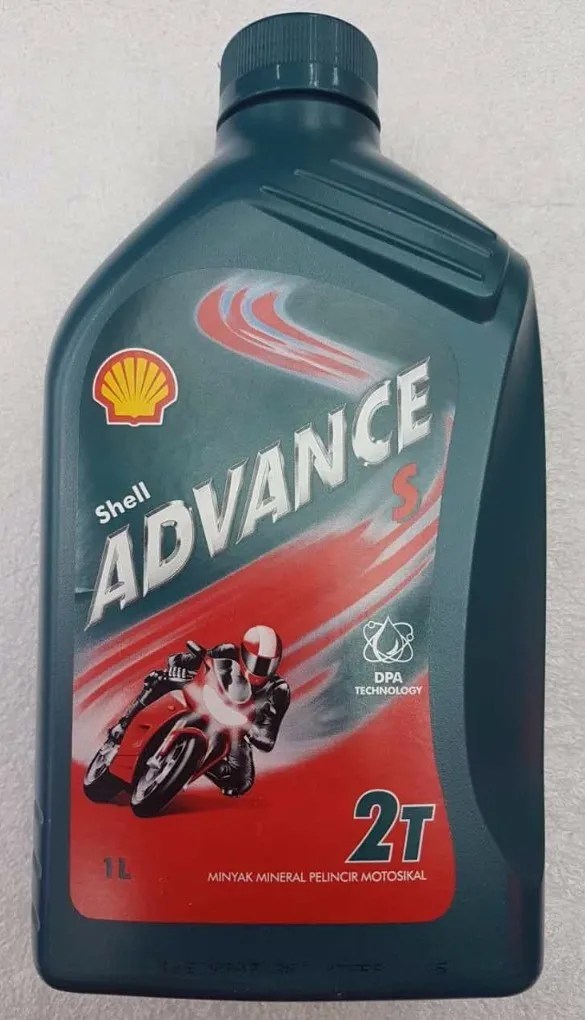 Shell
ADVANCE
S
DPA
TECHNOLOGY
2T
1L
MINYAK MINERAL PELINCIR MOTOSIKAL